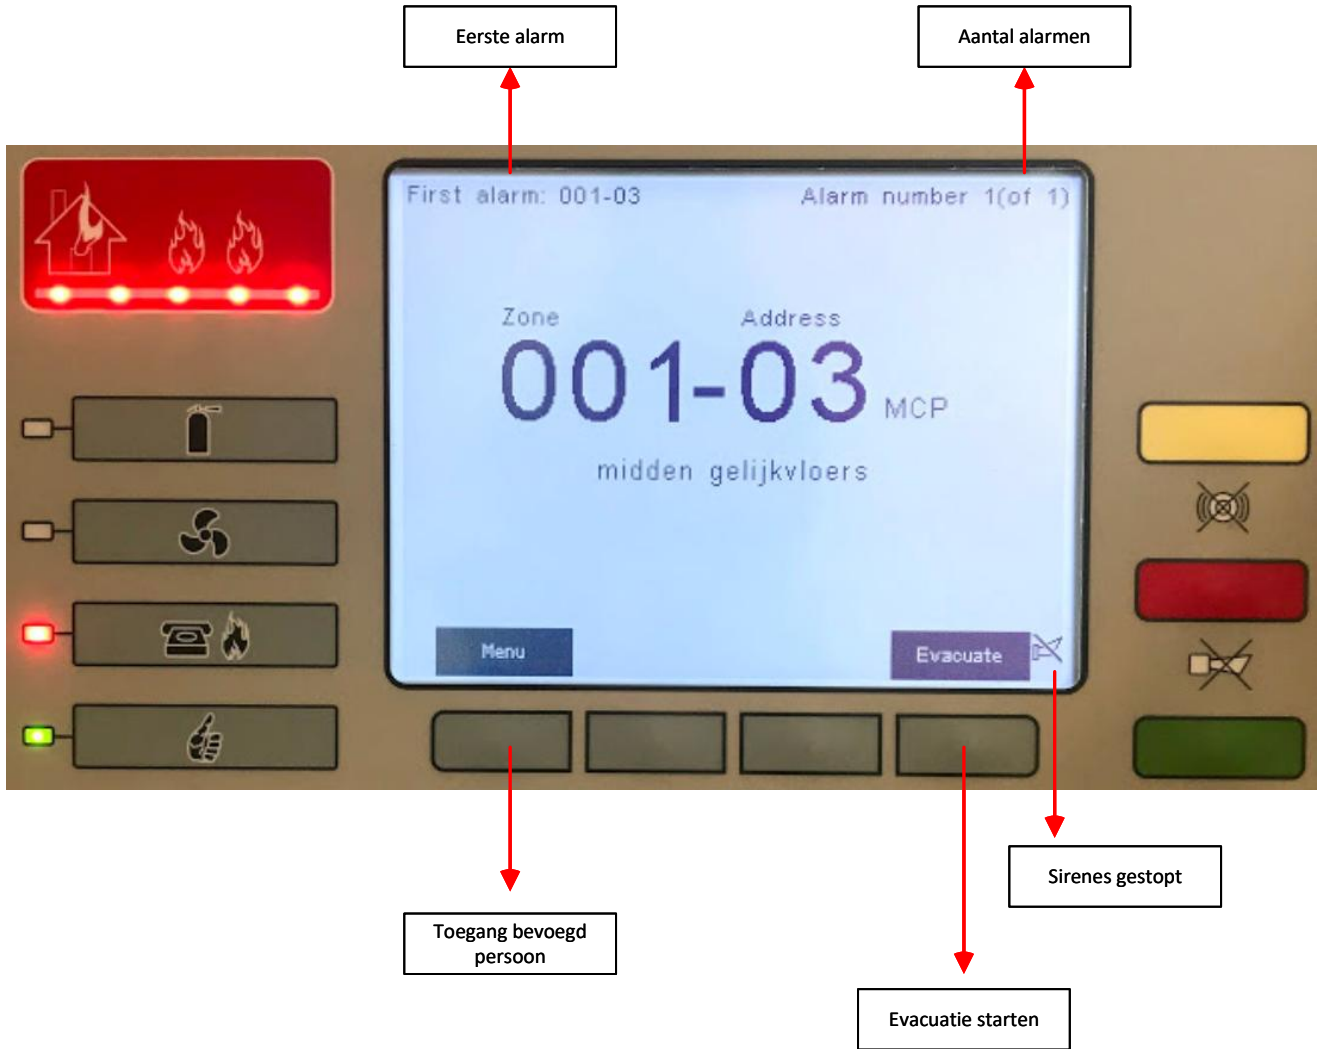 Eerste alarm
Aantal alarmen
First alarm: 001-03
Alarm number 1(of 1)
Zone
Address
001-03 MCP
midden gelijkvloers
Menu
Evacuate
Sirenes gestopt
Toegang bevoegd
persoon
Evacuatie starten